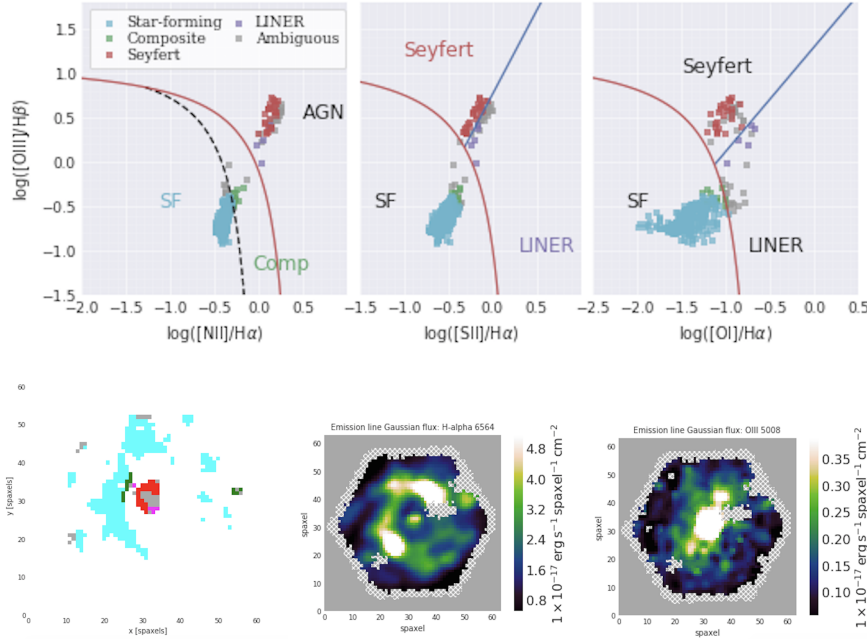 Star-forming LINER
Composite Ambiguous
Seyfert
1.5
1.0
0.5
0.0
−0.5
−1.0
−1.5
log([OIII]/Hβ)
AGN
SF
Comp
−2.0 −1.5 −1.0 −0.5 0.0 0.5
log([NII]/Hα)
Seyfert
SF
LINER
−1.0 −0.5 0.0 0.5
log([SII]/Hα)
Seyfert
SF
LINER
−2.5 −2.0 −1.5 −1.0 −0.5 0.0 0.5
log([OI]/Hα)
60
50
40
30
20
10
0
y [spaxels]
0 10 20 30 40 50 60
x [spaxels]
Emission line Gaussian flux: H-alpha 6564
60
50
40
30
20
10
0
spaxel
0 10 20 30 40 50 60
spaxel
4.8
4.0
3.2
2.4
1.6
0.8
1 × 10⁻¹⁷ erg s⁻¹ spaxel⁻¹ cm⁻²
Emission line Gaussian flux: OIII 5008
60
50
40
30
20
10
0
spaxel
0 10 20 30 40 50 60
spaxel
0.35
0.30
0.25
0.20
0.15
0.10
1 × 10⁻¹⁷ erg s⁻¹ spaxel⁻¹ cm⁻²